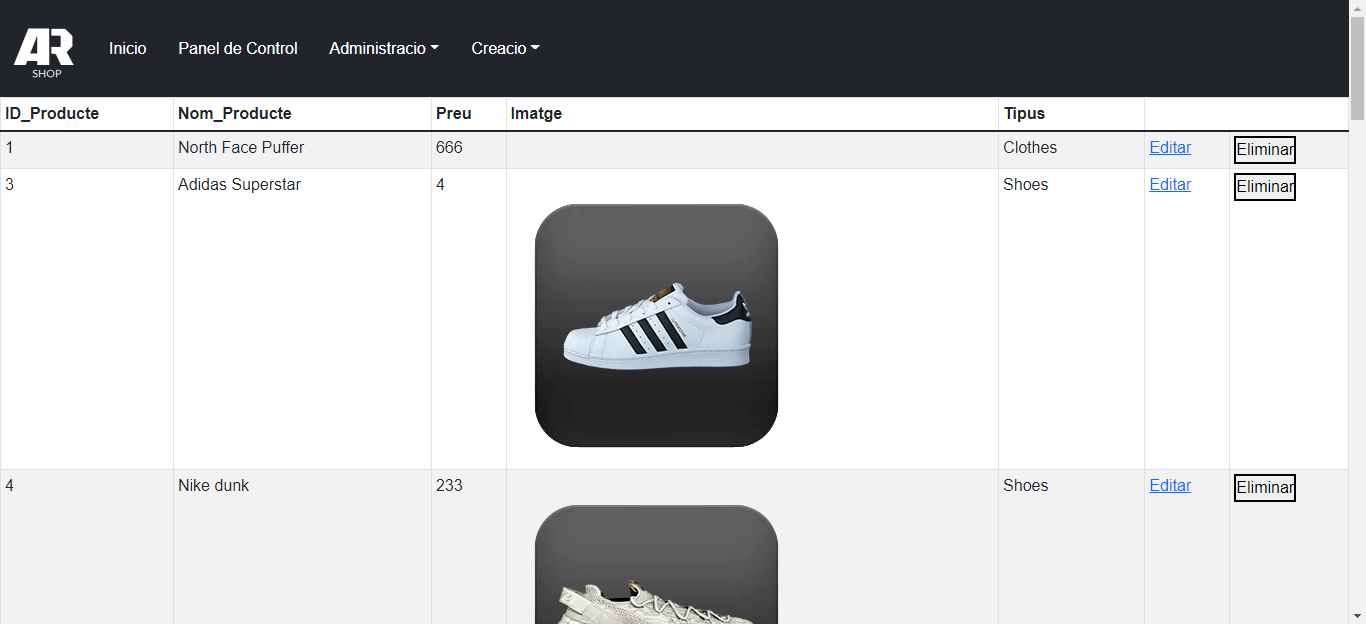 AR
SHOP
Inicio Panel de Control Administracio Creacio
ID_Producte Nom_Producte Preu Imatge Tipus
1 North Face Puffer 666 Clothes Editar Eliminar
3 Adidas Superstar 4 Shoes Editar Eliminar
4 Nike dunk 233 Shoes Editar Eliminar